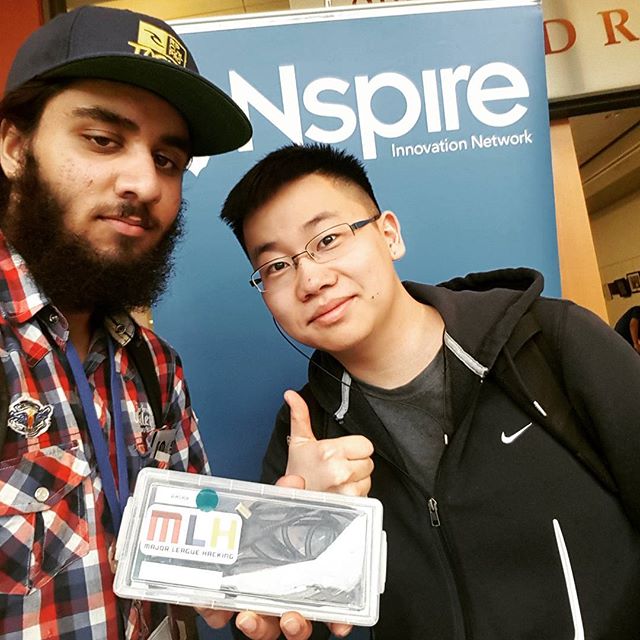 Nspire
Innovation Network
D R
MLH
MAJOR LEAGUE HACKING